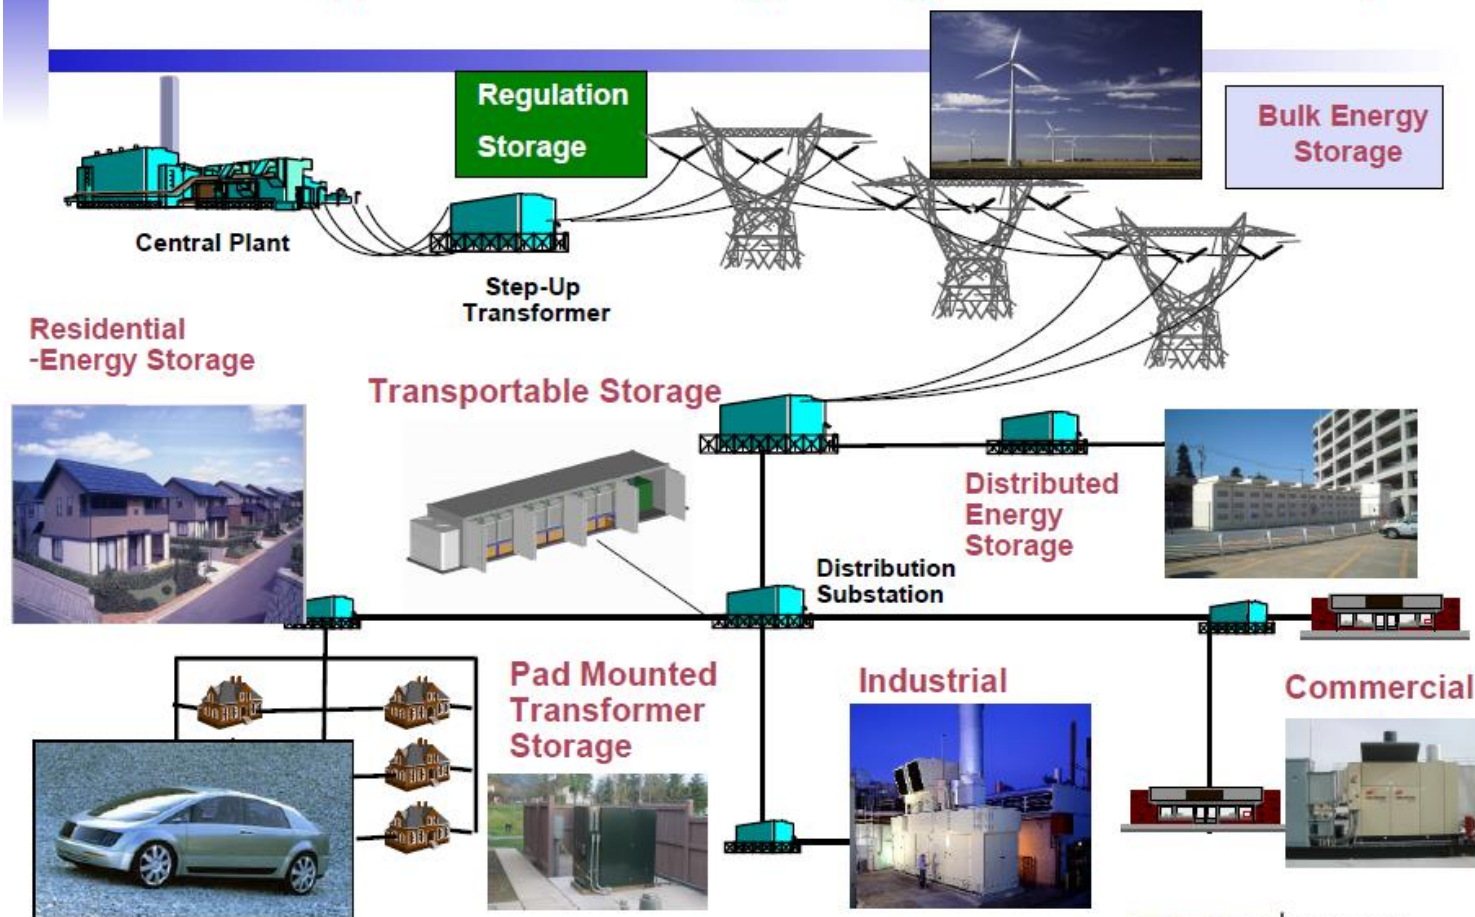 Regulation
Storage
Bulk Energy
Storage
Central Plant
Step-Up
Transformer
Residential
-Energy Storage
Transportable Storage
Distributed
Energy
Storage
Distribution
Substation
Pad Mounted
Transformer
Storage
Industrial
Commercial